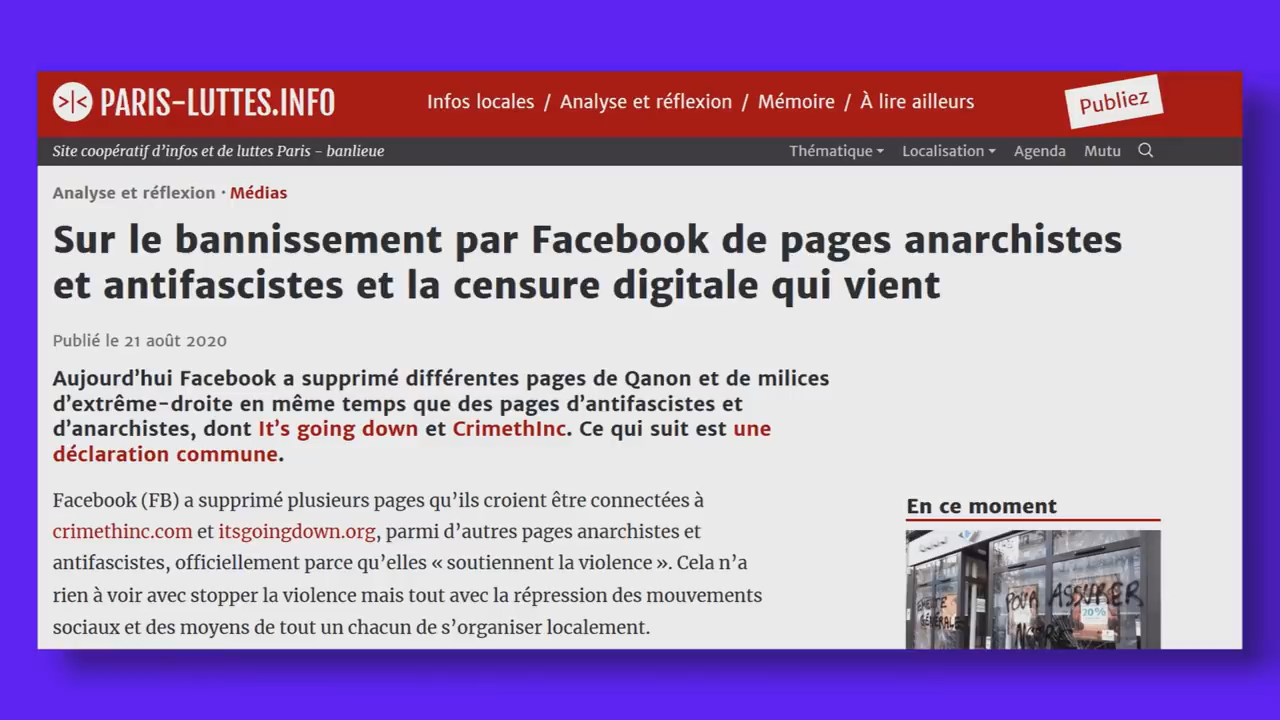 PARIS-LUTTES.INFO
Infos locales / Analyse et réflexion / Mémoire / À lire ailleurs
Publiez
Site coopératif d'infos et de luttes Paris – banlieue
Thématique Localisation Agenda Mutu
Analyse et réflexion · Médias
Sur le bannissement par Facebook de pages anarchistes
et antifascistes et la censure digitale qui vient
Publié le 21 août 2020
Aujourd'hui Facebook a supprimé différentes pages de Qanon et de milices
d'extrême-droite en même temps que des pages d'antifascistes et
d'anarchistes, dont It's going down et CrimethInc. Ce qui suit est une
déclaration commune.
Facebook (FB) a supprimé plusieurs pages qu'ils croient être connectées à
crimethinc.com et itsgoingdown.org, parmi d'autres pages anarchistes et
antifascistes, officiellement parce qu'elles « soutiennent la violence ». Cela n'a
rien à voir avec stopper la violence mais tout avec la répression des mouvements
sociaux et des moyens de tout un chacun de s'organiser localement.
En ce moment
POUR ASSURER
GÉNÉRALE
20%